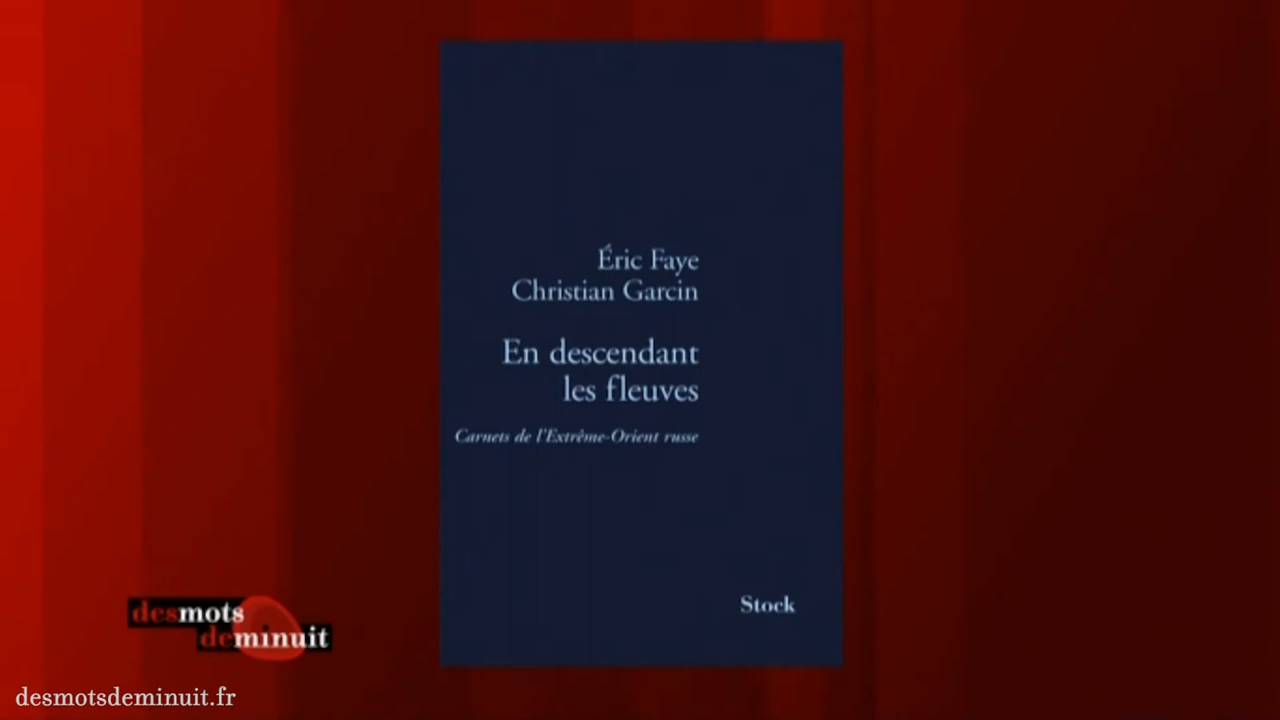 Éric Faye
Christian Garcin
En descendant
les fleuves
Carnets de l'Extrême-Orient russe
Stock
desmots
deminuit
desmotsdeminuit.fr